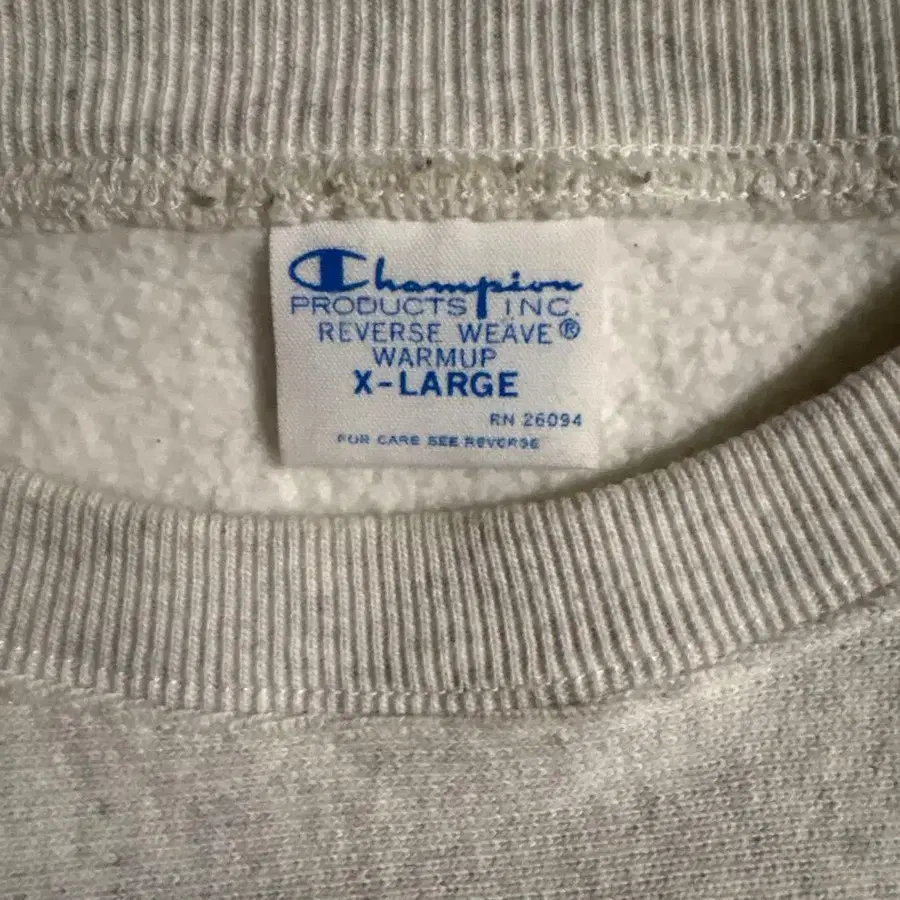 Champion
PRODUCTS INC.
REVERSE WEAVE®
WARMUP
X-LARGE
RN 26094
FOR CARE SEE REVERSE